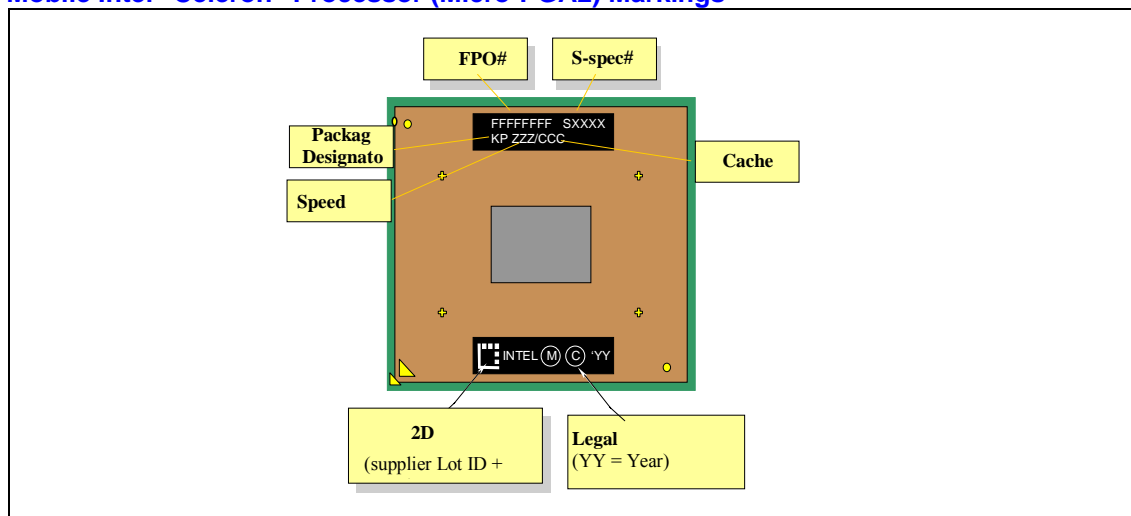 Mobile Intel Celeron Processor (Micro-PGA2) Markings
FPO#
S-spec#
FFFFFFFF SXXXX
KP ZZZ/CCC
Packag
Designato
Cache
Speed
INTEL M C 'YY
2D
(supplier Lot ID +
Legal
(YY = Year)